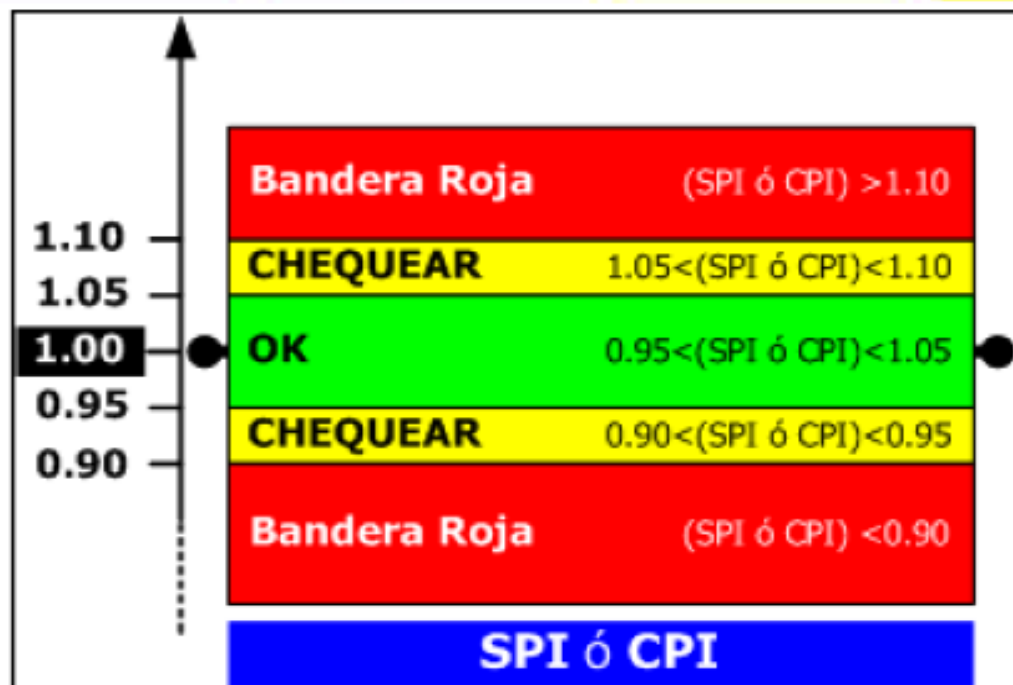 Bandera Roja (SPI ó CPI) >1.10
1.10
CHEQUEAR 1.05<(SPI ó CPI)<1.10
1.05
1.00 OK 0.95<(SPI ó CPI)<1.05
0.95
CHEQUEAR 0.90<(SPI ó CPI)<0.95
0.90
Bandera Roja (SPI ó CPI) <0.90
SPI ó CPI